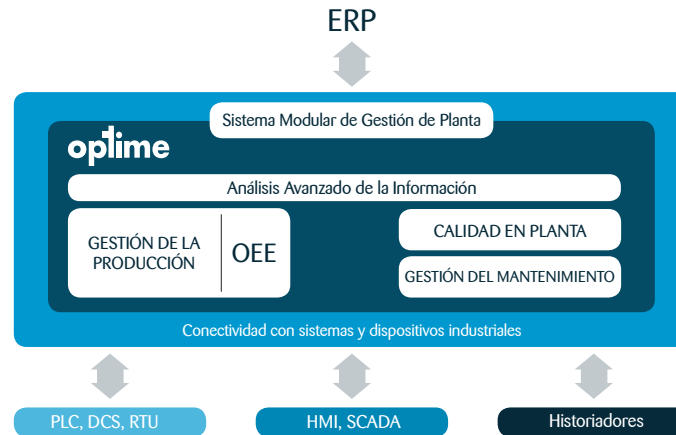 ERP
Sistema Modular de Gestión de Planta
optime
Análisis Avanzado de la Información
GESTIÓN DE LA
PRODUCCIÓN
OEE
CALIDAD EN PLANTA
GESTIÓN DEL MANTENIMIENTO
Conectividad con sistemas y dispositivos industriales
PLC, DCS, RTU
HMI, SCADA
Historiadores